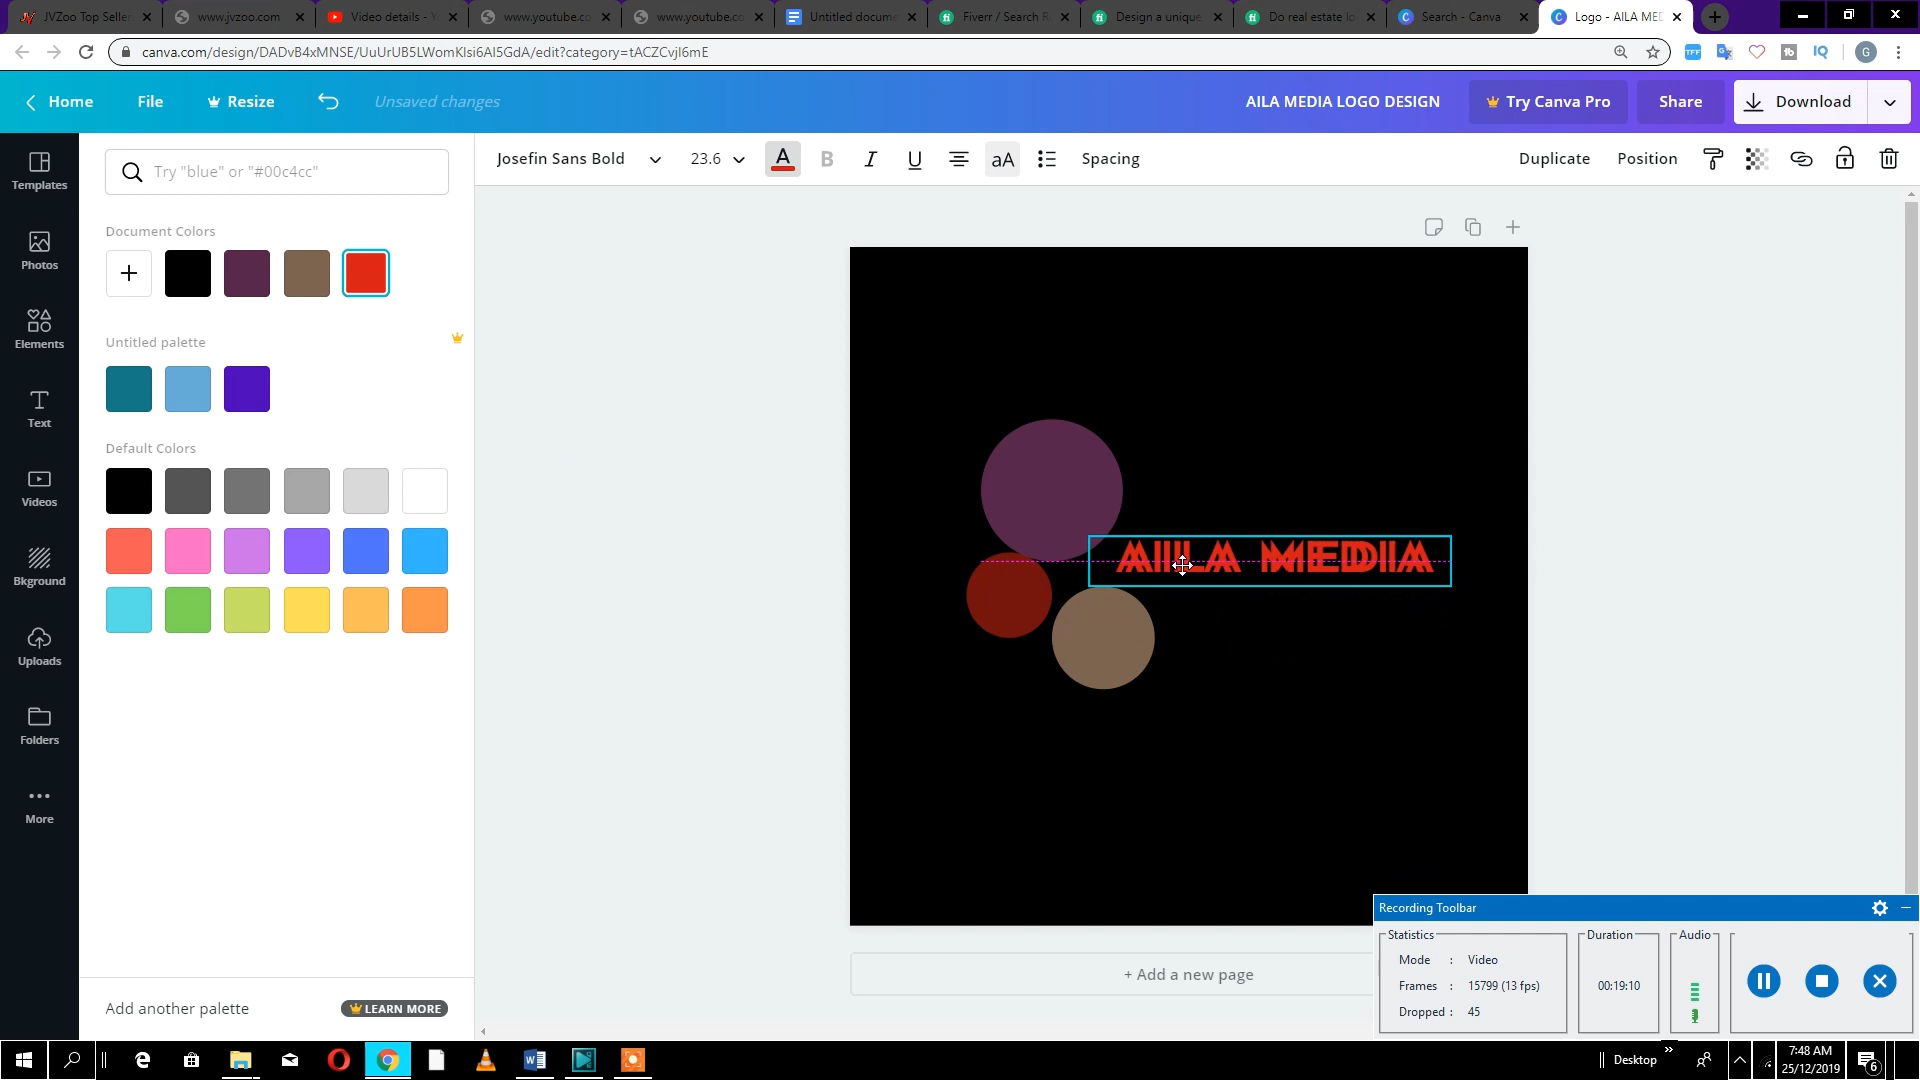 JVZoo Top Seller
www.jvzoo.com
Video details - Y
www.youtube.co
www.youtube.co
Untitled docume
Fiverr / Search R
Design a unique
Do real estate lo
Search - Canva
Logo - AILA MED
canva.com/design/DADvB4xMNSE/UuUrUB5LWomKlsi6AI5GdA/edit?category=tACZCvjI6mE
TFF
IQ
G
Home
File
Resize
Unsaved changes
AILA MEDIA LOGO DESIGN
Try Canva Pro
Share
Download
Templates
Photos
Elements
Text
Videos
Bkground
Uploads
Folders
More
Try "blue" or "#00c4cc"
Document Colors
Untitled palette
Default Colors
Add another palette
LEARN MORE
Josefin Sans Bold
23.6
A
B
I
U
aA
Spacing
Duplicate
Position
AILA MEDIA
+ Add a new page
Recording Toolbar
Statistics
Mode : Video
Frames : 15799 (13 fps)
Dropped : 45
Duration
00:19:10
Audio
Desktop
7:48 AM
25/12/2019
6